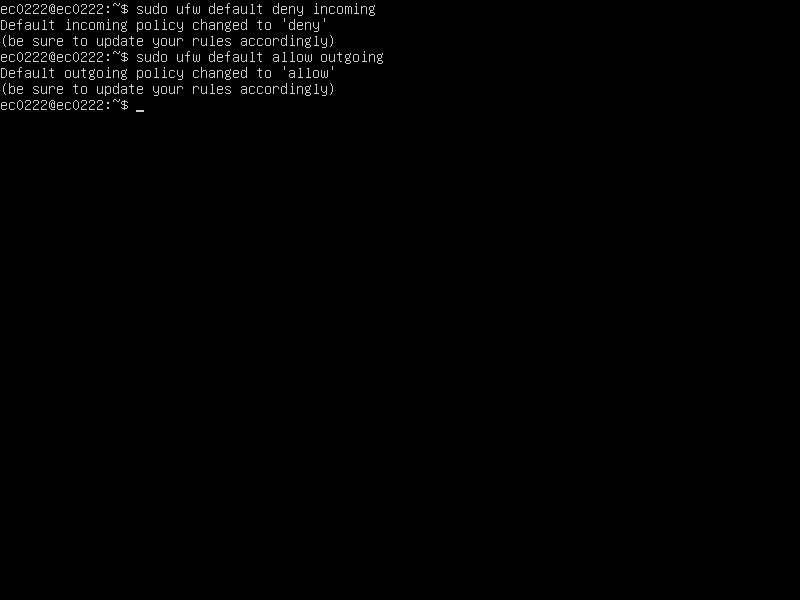 ec0222@ec0222:~$ sudo ufw default deny incoming
Default incoming policy changed to 'deny'
(be sure to update your rules accordingly)
ec0222@ec0222:~$ sudo ufw default allow outgoing
Default outgoing policy changed to 'allow'
(be sure to update your rules accordingly)
ec0222@ec0222:~$ _